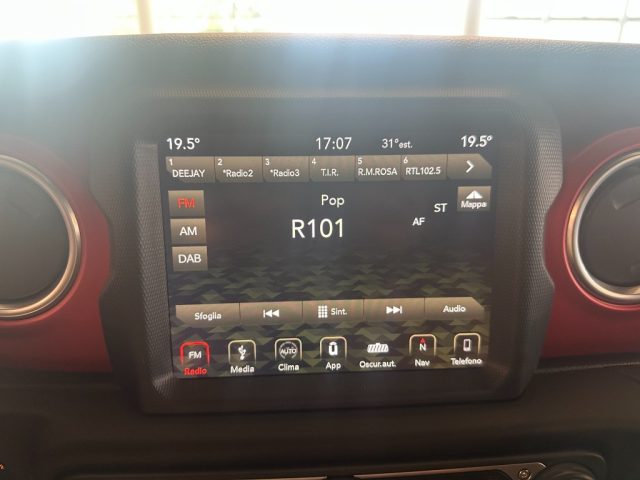 19.5° 17:07 31°est. 19.5°
1 DEEJAY 2 *Radio2 3 *Radio3 4 T.I.R. 5 R.M.ROSA 6 RTL102.5
FM Pop ST Mappa
AM R101 AF
DAB
Sfoglia Sint. Audio
FM AUTO N
Radio Media Clima App Oscur.aut. Nav Telefono